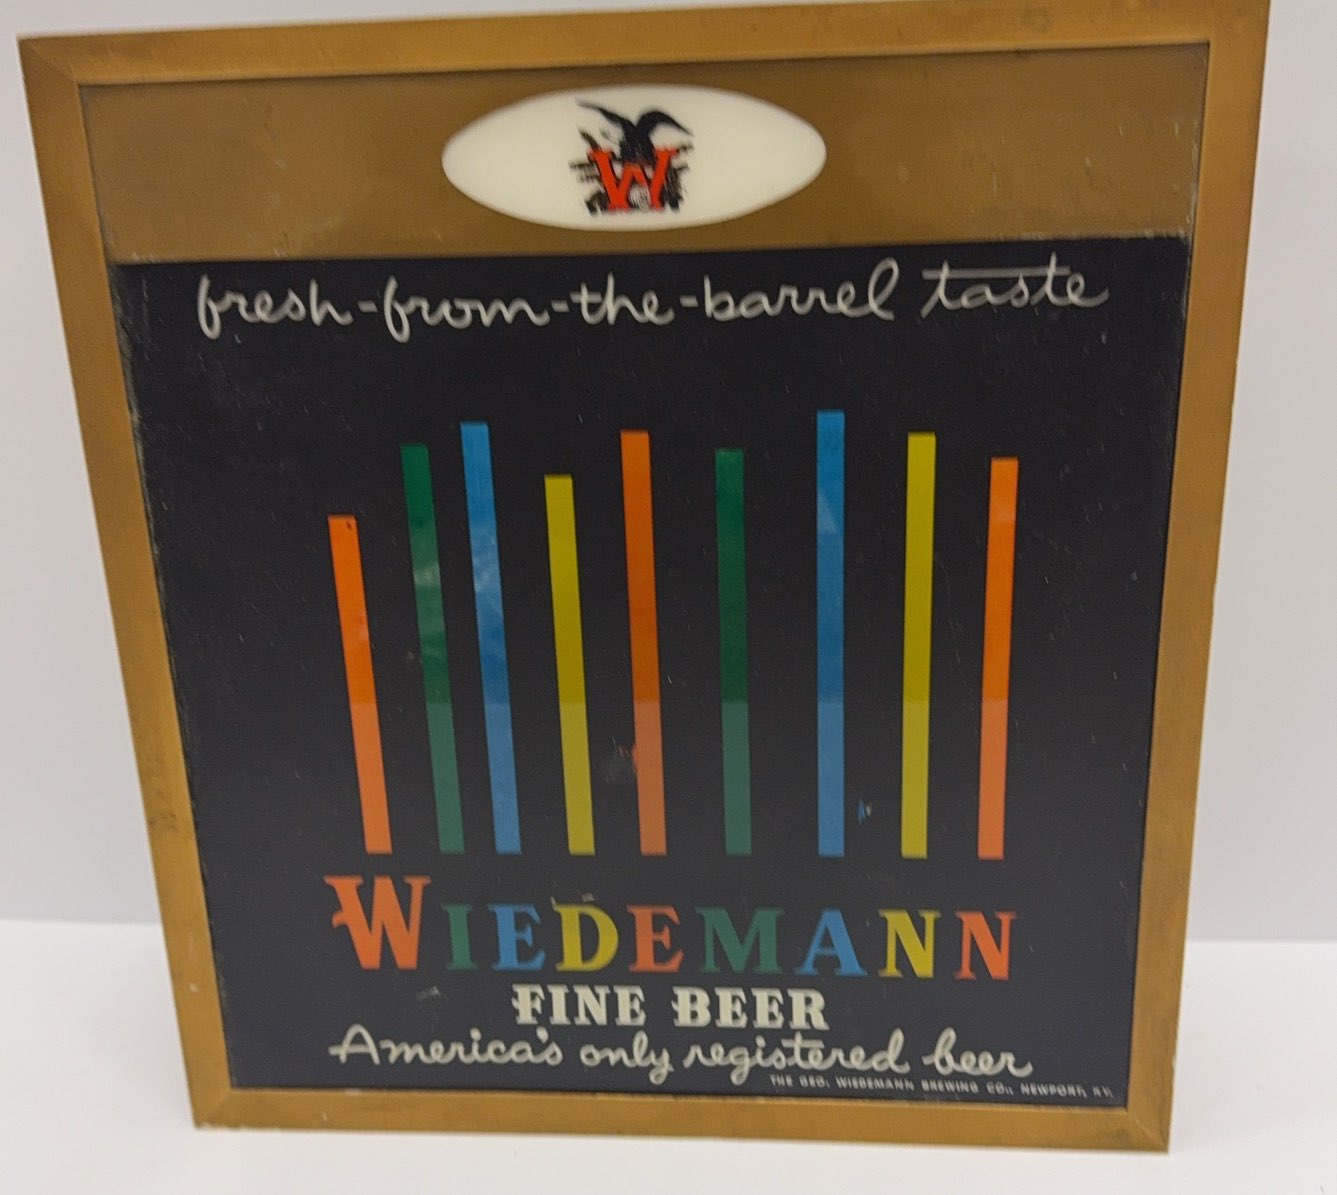 W
fresh-from-the-barrel taste
WIEDEMANN
FINE BEER
America's only registered beer
THE GEO. WIEDEMANN BREWING CO., NEWPORT, KY.